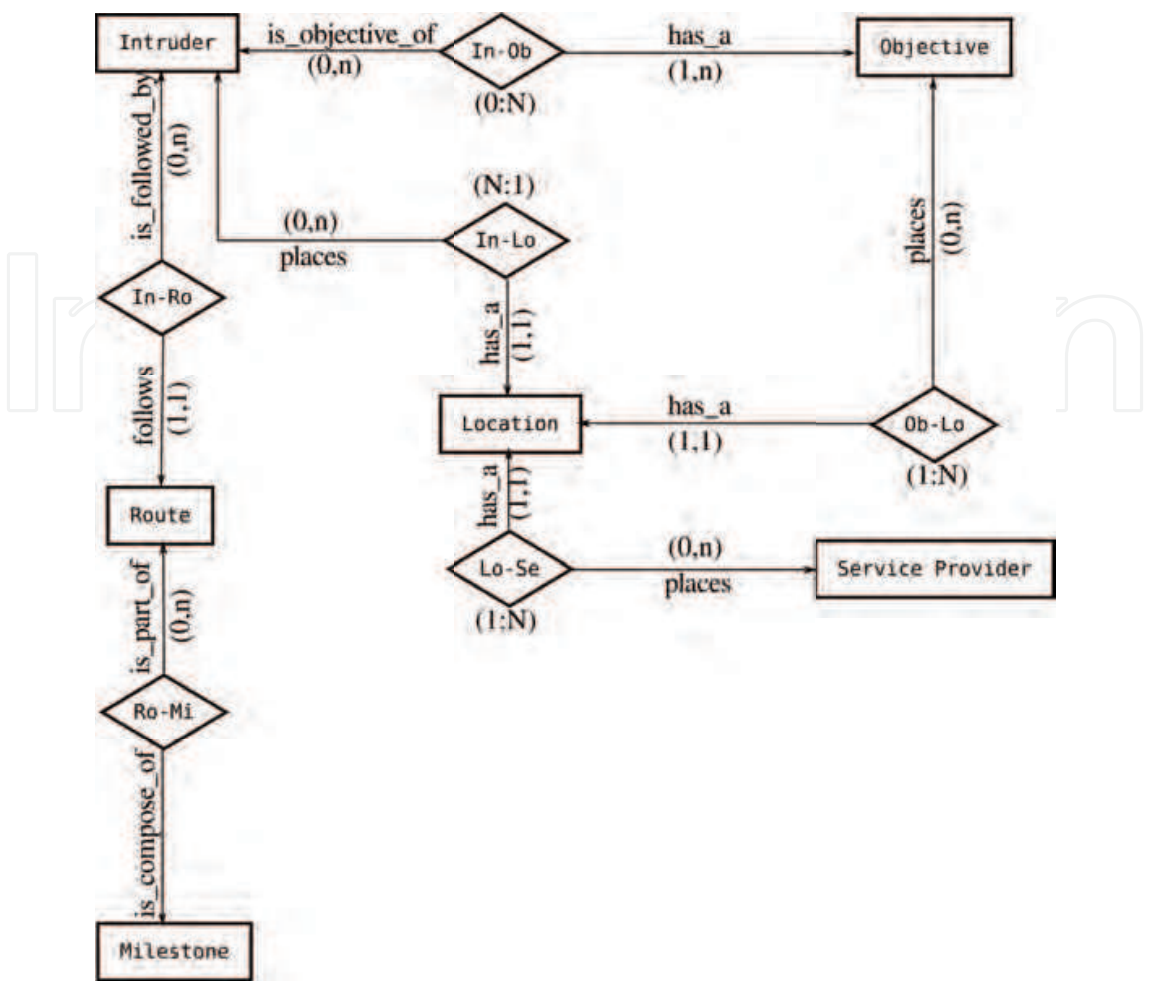 Intruder
is_objective_of
(0,n)
In-Ob
(0:N)
has_a
(1,n)
Objective
is_followed_by
(0,n)
(N:1)
(0,n)
places
In-Lo
places
(0,n)
In-Ro
has_a
(1,1)
follows
(1,1)
Location
has_a
(1,1)
Ob-Lo
(1:N)
Route
has_a
(1,1)
Lo-Se
(1:N)
(0,n)
places
Service Provider
is_part_of
(0,n)
Ro-Mi
is_compose_of
Milestone